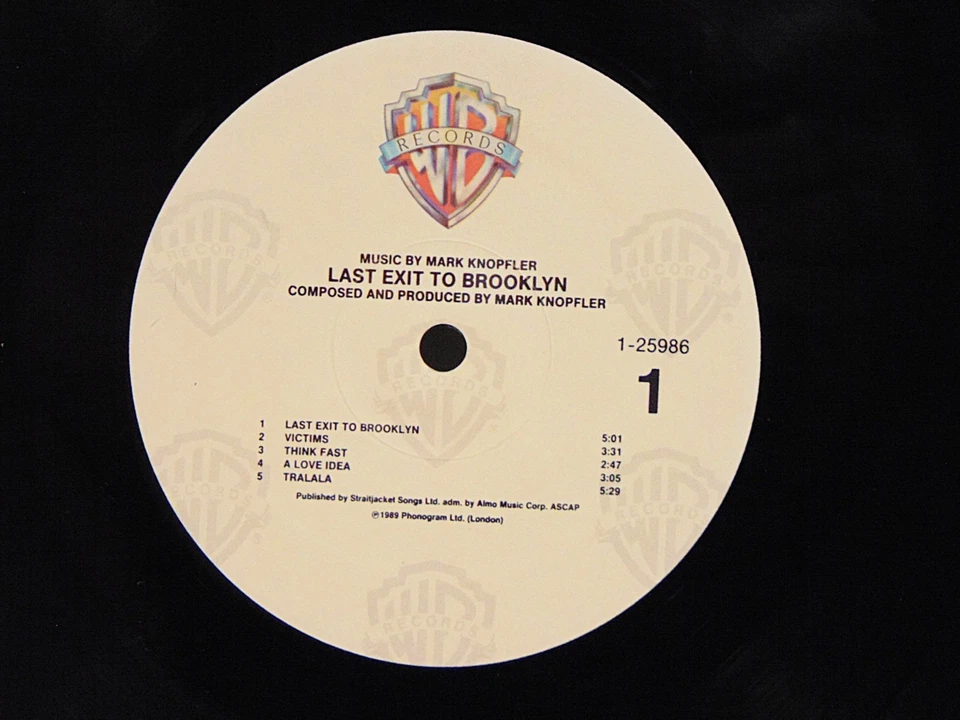 WB
RECORDS
MUSIC BY MARK KNOPFLER
LAST EXIT TO BROOKLYN
COMPOSED AND PRODUCED BY MARK KNOPFLER
1-25986
1
1 LAST EXIT TO BROOKLYN 5:01
2 VICTIMS 3:31
3 THINK FAST 2:47
4 A LOVE IDEA 3:05
5 TRALALA 5:29
Published by Straitjacket Songs Ltd. adm. by Almo Music Corp. ASCAP
℗1989 Phonogram Ltd. (London)